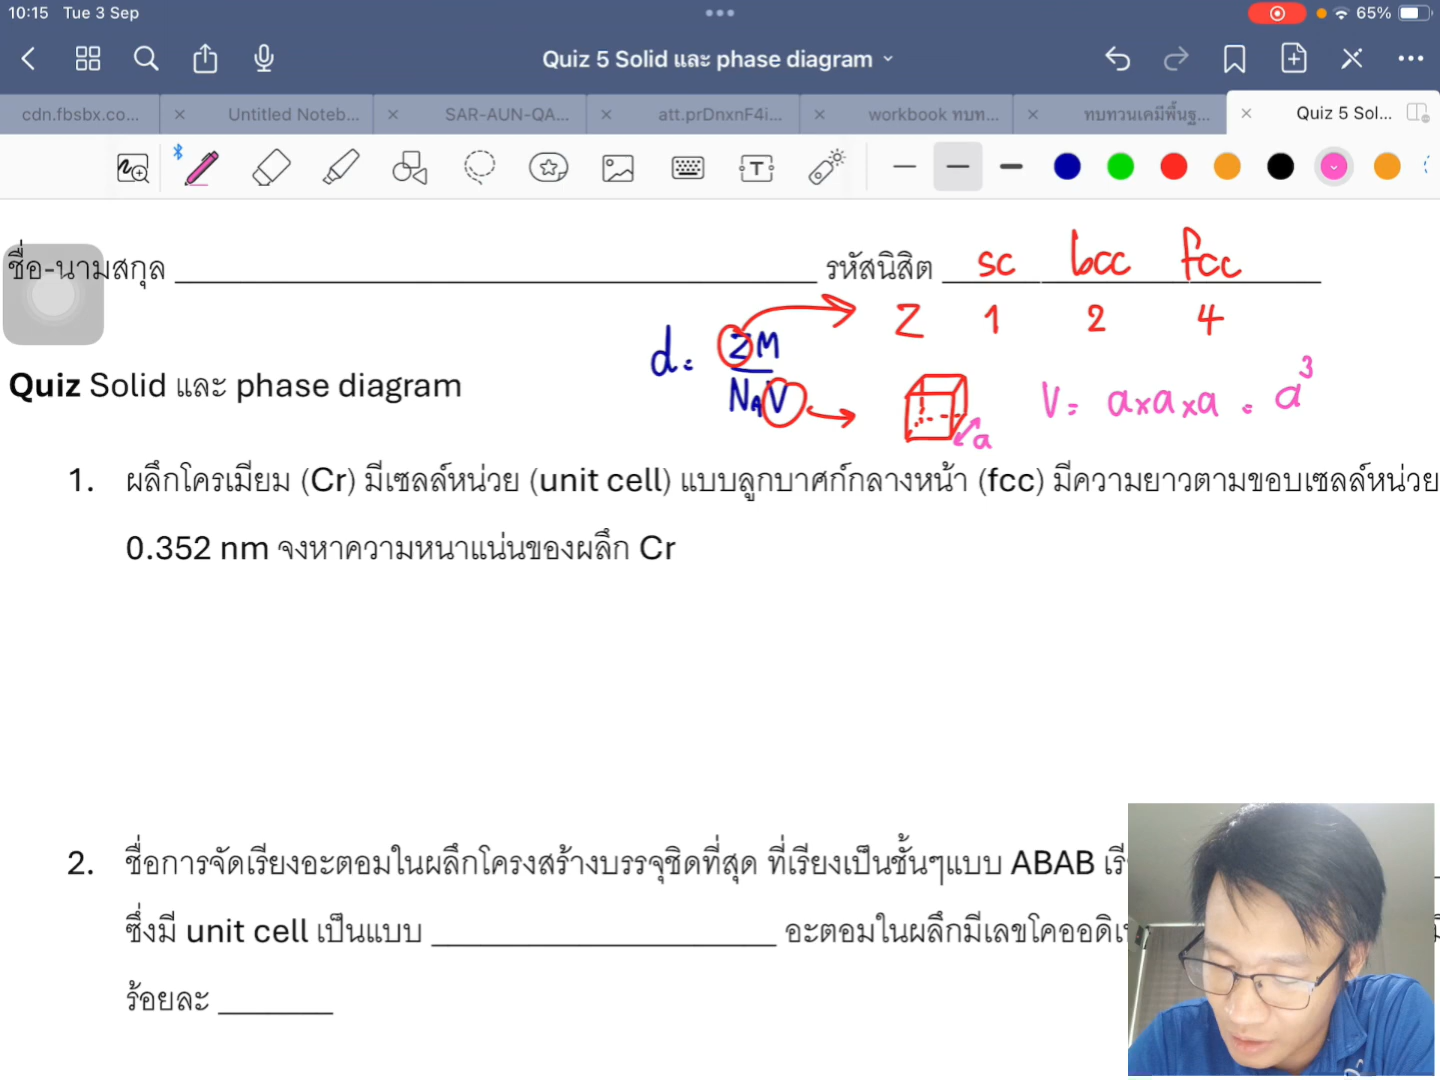 10:15 Tue 3 Sep
65%
Quiz 5 Solid และ phase diagram
cdn.fbsbx.co...
Untitled Noteb...
SAR-AUN-QA...
att.prDnxnF4i...
workbook ทบท...
ทบทวนเคมีพื้นฐ...
Quiz 5 Sol...
ชื่อ-นามสกุล
รหัสนิสิต
sc bcc fcc
Z 1 2 4
d = ZM
N_A V
V = a×a×a = a³
a
Quiz Solid และ phase diagram
1. ผลึกโครเมียม (Cr) มีเซลล์หน่วย (unit cell) แบบลูกบาศก์กลางหน้า (fcc) มีความยาวตามขอบเซลล์หน่วย
0.352 nm จงหาความหนาแน่นของผลึก Cr
2. ชื่อการจัดเรียงอะตอมในผลึกโครงสร้างบรรจุชิดที่สุด ที่เรียงเป็นชั้นๆแบบ ABAB
ซึ่งมี unit cell เป็นแบบ อะตอมในผลึกมีเลขโคออดิ
ร้อยละ